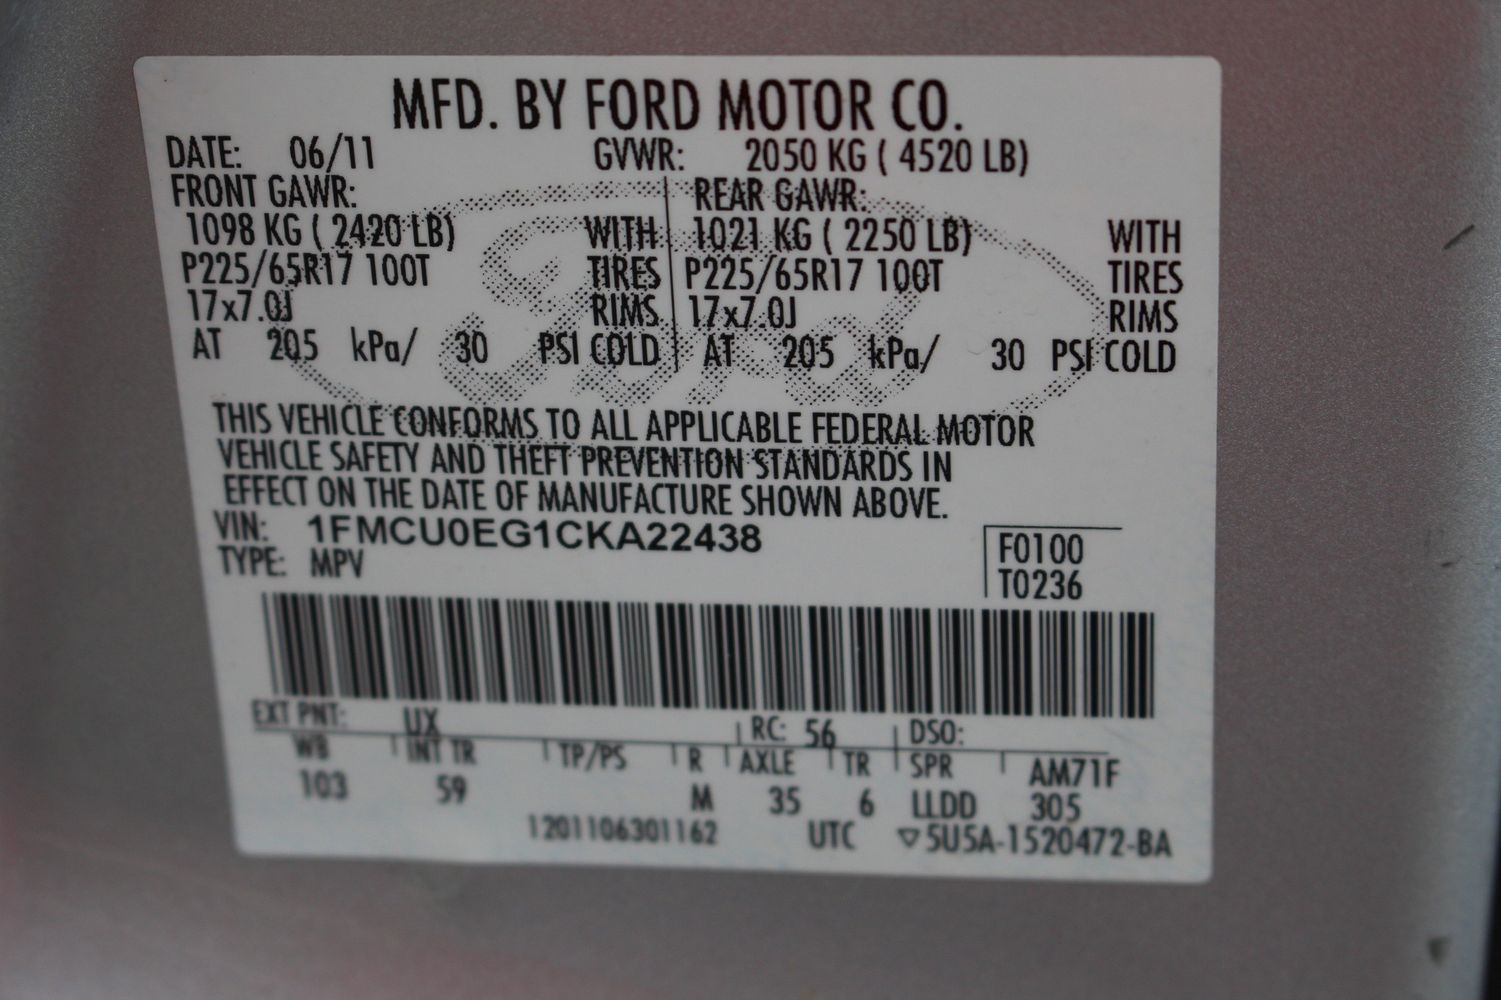 MFD. BY FORD MOTOR CO.
DATE: 06/11 GVWR: 2050 KG ( 4520 LB)
FRONT GAWR: REAR GAWR:
1098 KG ( 2420 LB) WITH 1021 KG ( 2250 LB) WITH
P225/65R17 100T TIRES P225/65R17 100T TIRES
17x7.0J RIMS 17x7.0J RIMS
AT 205 kPa/ 30 PSI COLD AT 205 kPa/ 30 PSI COLD
Ford
THIS VEHICLE CONFORMS TO ALL APPLICABLE FEDERAL MOTOR
VEHICLE SAFETY AND THEFT PREVENTION STANDARDS IN
EFFECT ON THE DATE OF MANUFACTURE SHOWN ABOVE.
VIN: 1FMCU0EG1CKA22438
TYPE: MPV
F0100
T0236
EXT PNT: UX RC: 56 DSO:
WB INT TR TP/PS R AXLE TR SPR AM71F
103 59 M 35 6 LLDD 305
1201106301162 UTC ▽5U5A-1520472-BA